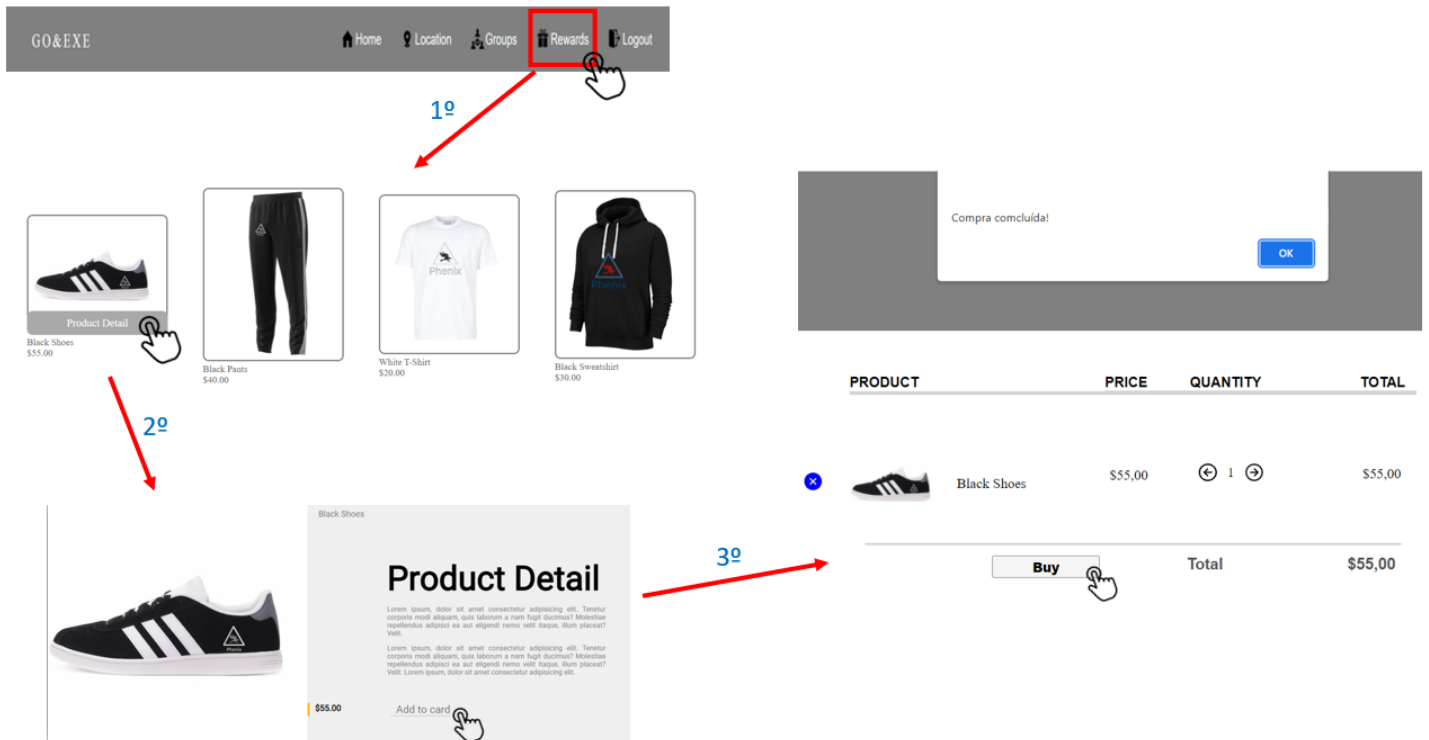 GO&EXE
Home
Location
Groups
Rewards
Logout
1º
Phenix
Phenix
Product Detail
Black Shoes
$55.00
Black Pants
$40.00
White T-Shirt
$20.00
Black Sweatshirt
$30.00
2º
Phenix
Black Shoes
Product Detail
Lorem ipsum, dolor sit amet consectetur adipisicing elit. Tenetur
corporis modi aliquam, quis laborum a nam fugit ducimus? Molestiae
repellendus adipisci ea aut eligendi nemo velit itaque, illum placeat?
Velit.
Lorem ipsum, dolor sit amet consectetur adipisicing elit. Tenetur
corporis modi aliquam, quis laborum a nam fugit ducimus? Molestiae
repellendus adipisci ea aut eligendi nemo velit itaque, illum placeat?
Velit. Lorem ipsum, dolor sit amet consectetur adipisicing elit.
$55.00
Add to card
3º
Compra comcluída!
OK
PRODUCT PRICE QUANTITY TOTAL
Black Shoes $55,00 1 $55,00
Buy Total $55,00